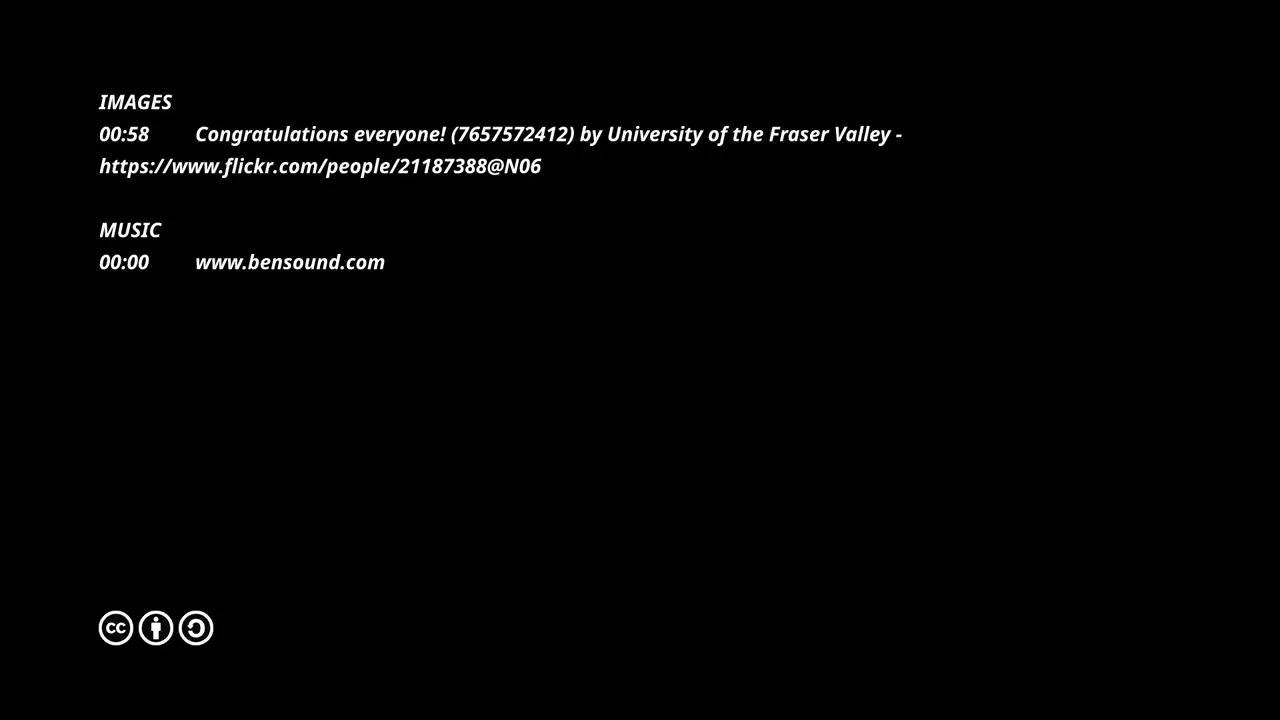 IMAGES
00:58 Congratulations everyone! (7657572412) by University of the Fraser Valley -
https://www.flickr.com/people/21187388@N06
MUSIC
00:00 www.bensound.com
cc